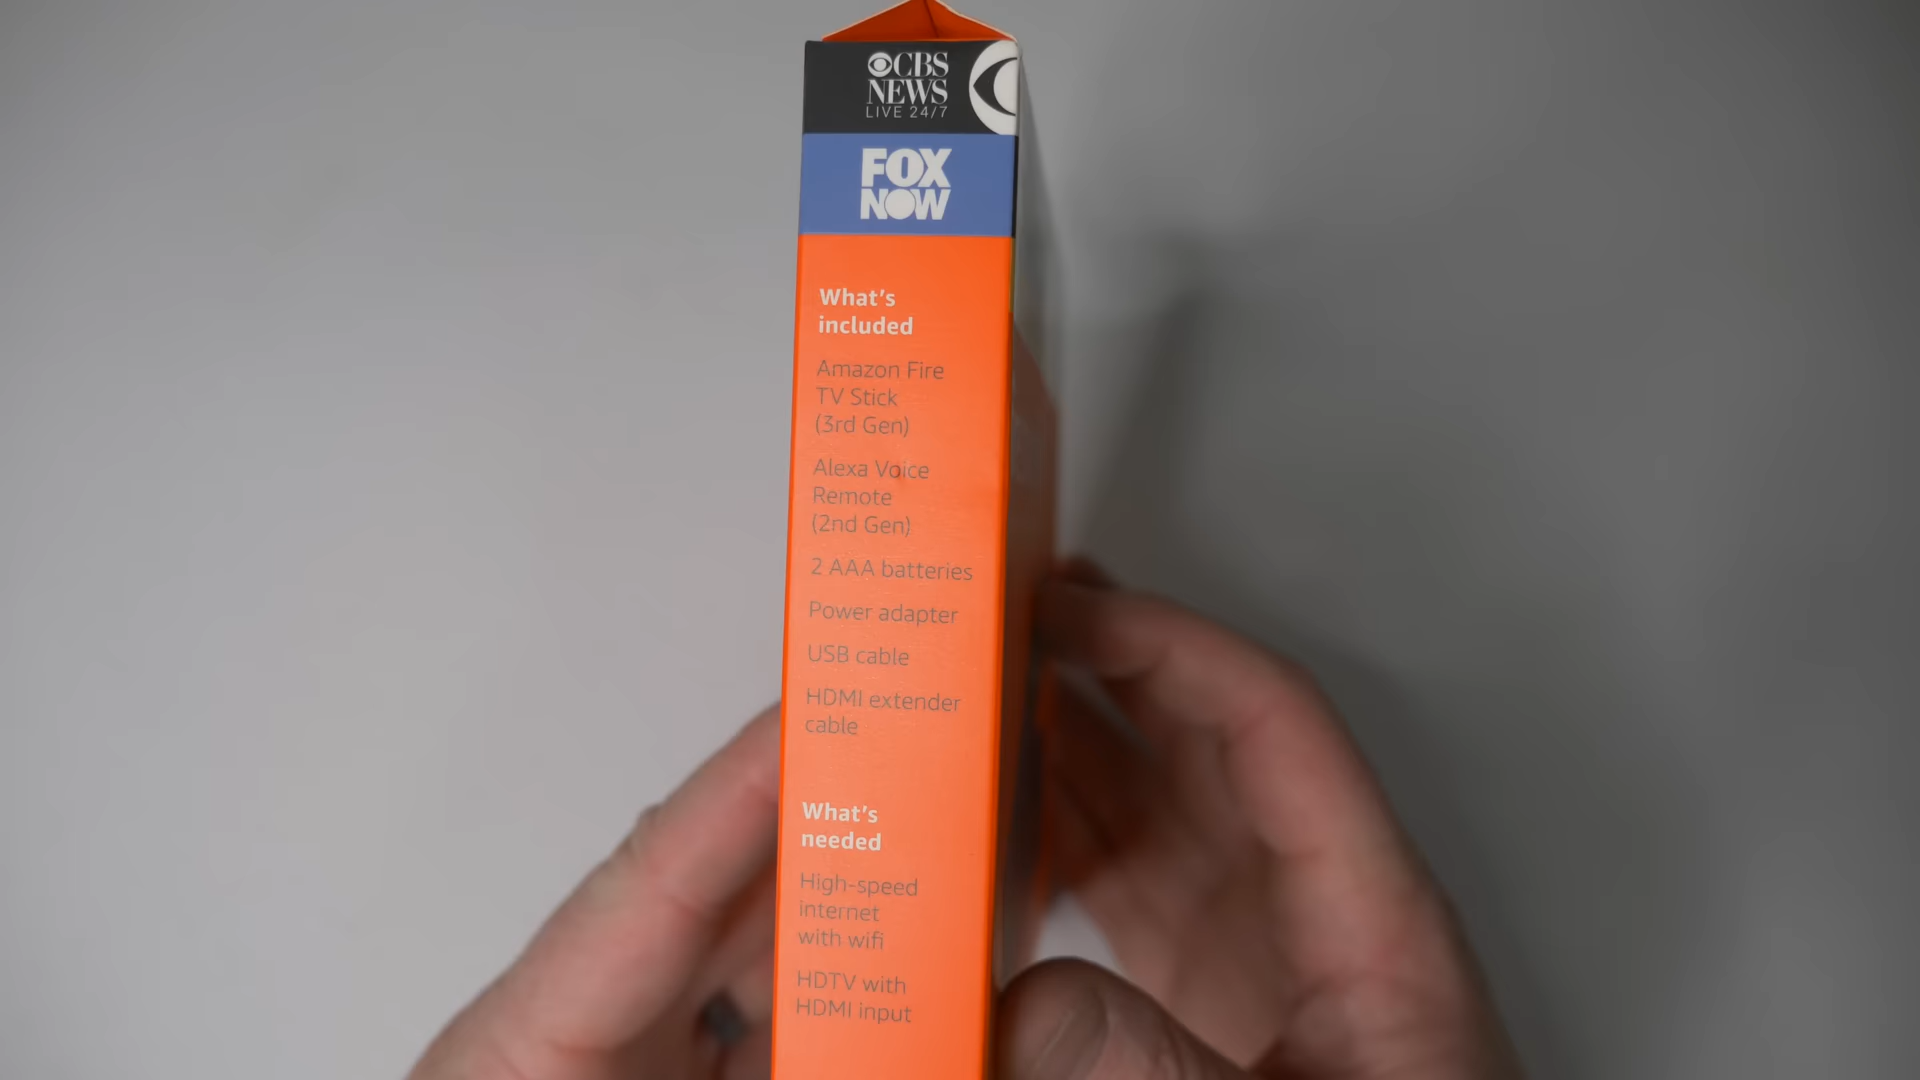 CBS
NEWS
LIVE 24/7
FOX
NOW
What's
included
Amazon Fire
TV Stick
(3rd Gen)
Alexa Voice
Remote
(2nd Gen)
2 AAA batteries
Power adapter
USB cable
HDMI extender
cable
What's
needed
High-speed
internet
with wifi
HDTV with
HDMI input